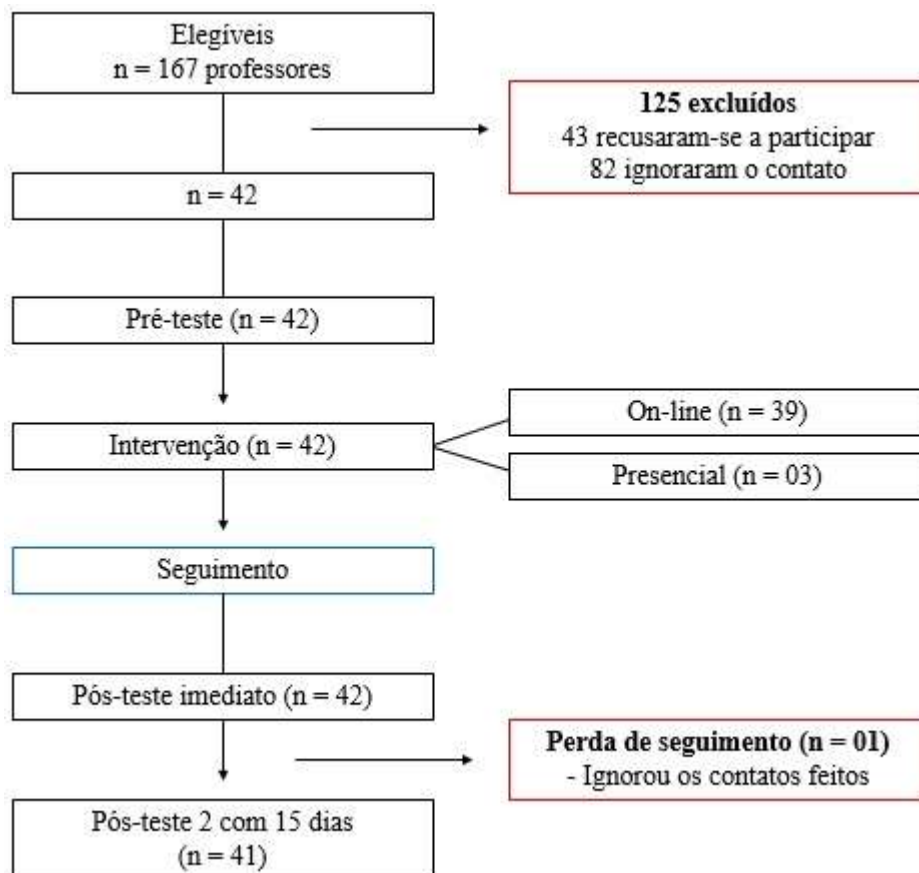 Elegíveis
n = 167 professores
125 excluídos
43 recusaram-se a participar
82 ignoraram o contato
n = 42
Pré-teste (n = 42)
On-line (n = 39)
Intervenção (n = 42)
Presencial (n = 03)
Seguimento
Pós-teste imediato (n = 42)
Perda de seguimento (n = 01)
- Ignorou os contatos feitos
Pós-teste 2 com 15 dias
(n = 41)